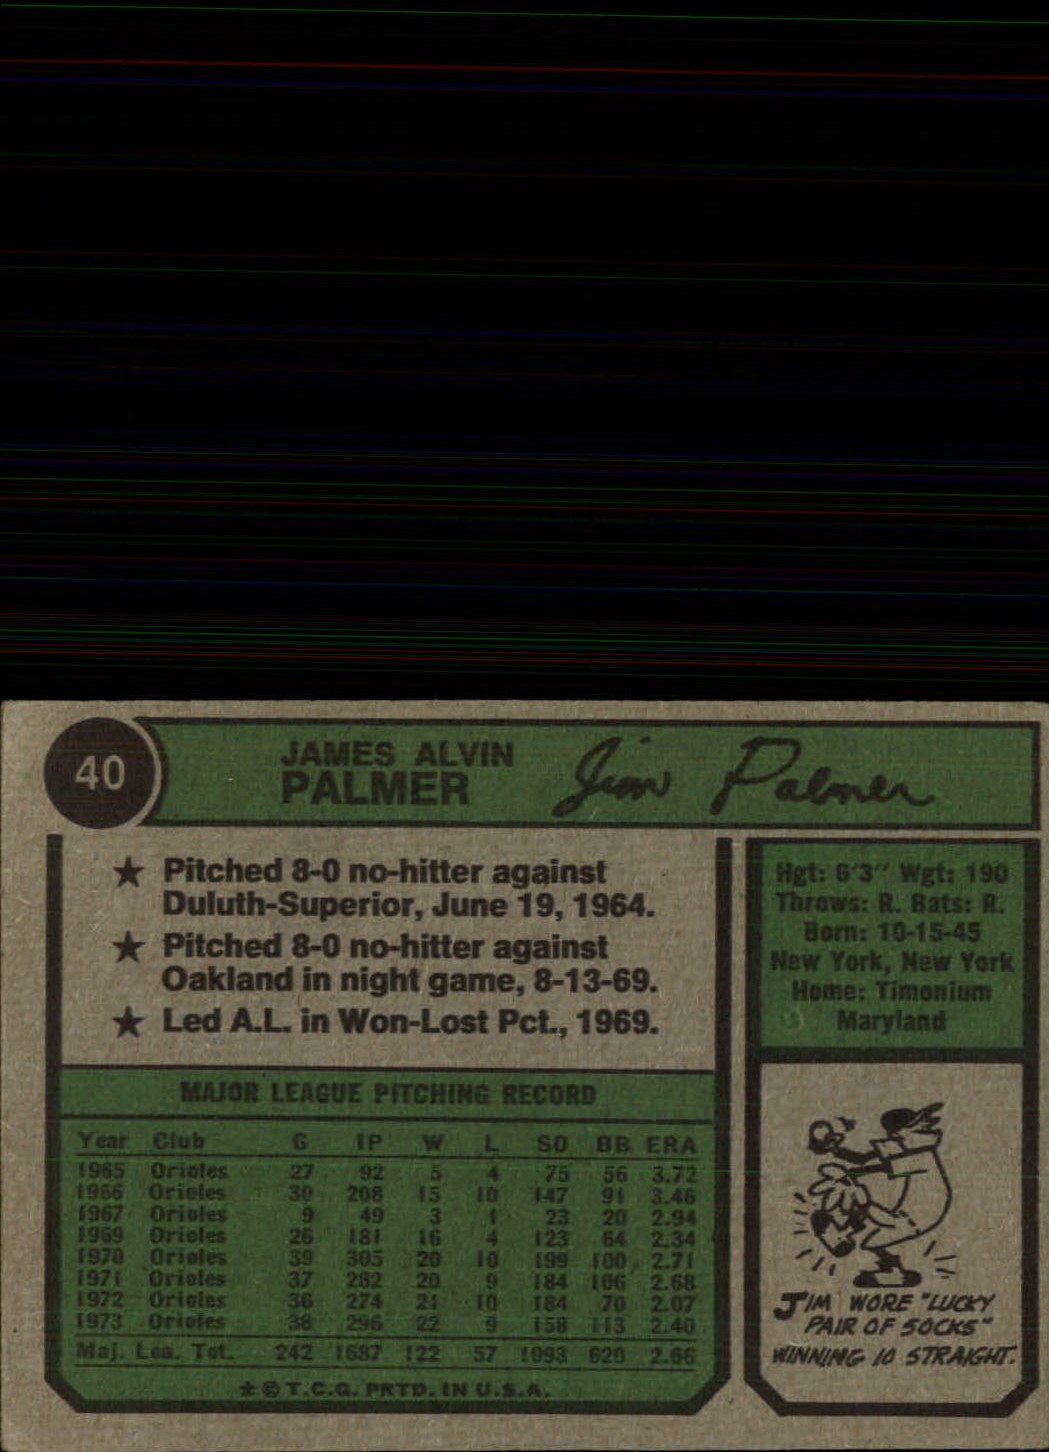 40
JAMES ALVIN
PALMER
Jim Palmer
★ Pitched 8-0 no-hitter against
Duluth-Superior, June 19, 1964.
★ Pitched 8-0 no-hitter against
Oakland in night game, 8-13-69.
★ Led A.L. in Won-Lost Pct., 1969.
MAJOR LEAGUE PITCHING RECORD
Year Club G IP W L SO BB ERA
1965 Orioles 27 92 5 4 75 56 3.72
1966 Orioles 30 208 15 10 147 91 3.46
1967 Orioles 9 49 3 1 23 20 2.94
1969 Orioles 26 181 16 4 123 64 2.34
1970 Orioles 39 305 20 10 199 100 2.71
1971 Orioles 37 282 20 9 184 106 2.68
1972 Orioles 36 274 21 10 184 70 2.07
1973 Orioles 38 296 22 9 158 113 2.40
Maj. Lea. Tot. 242 1687 122 57 1093 620 2.66
★ © T.C.G. PRTD. IN U.S.A.
Hgt: 6'3" Wgt: 190
Throws: R. Bats: R.
Born: 10-15-45
New York, New York
Home: Timonium
Maryland
JIM WORE "LUCKY
PAIR OF SOCKS"
WINNING 10 STRAIGHT.